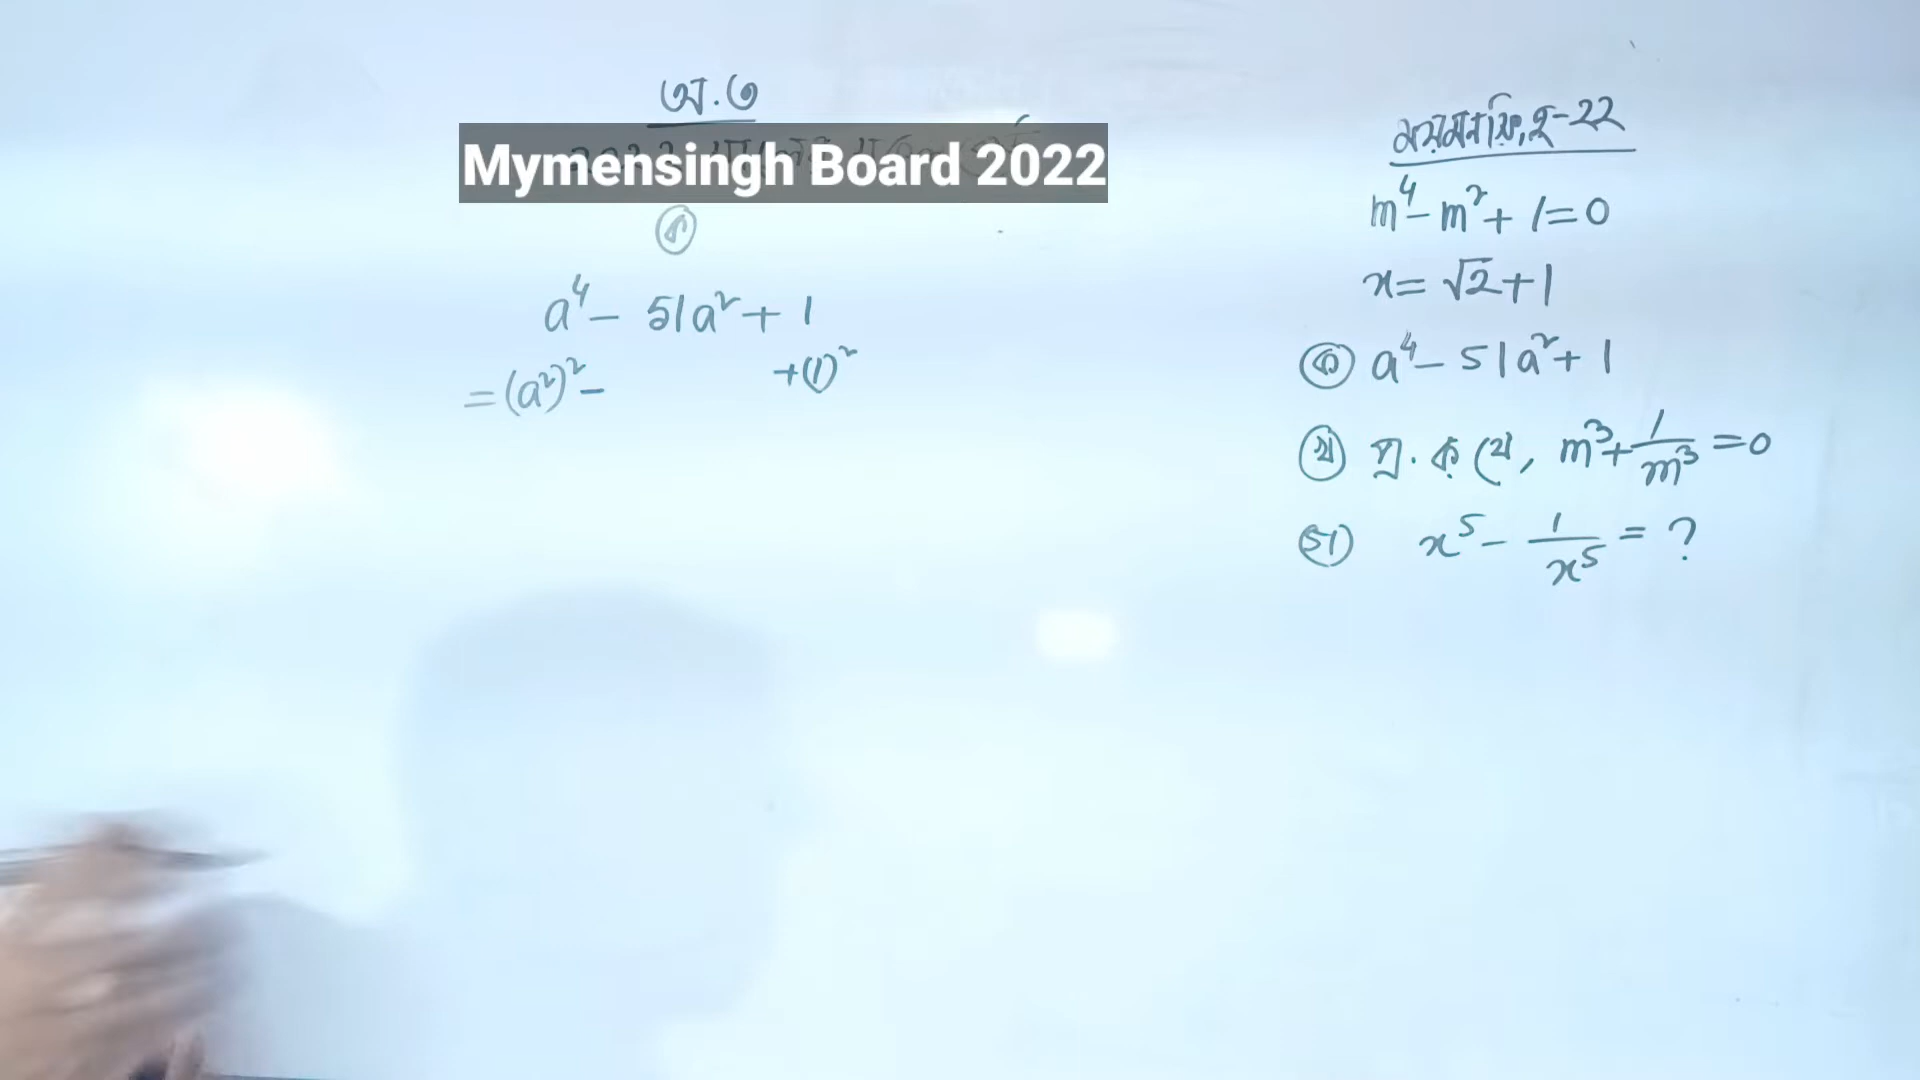 অ.৩
Mymensingh Board 2022
ক
a⁴ - 51a² + 1
= (a²)² - +(1)²
ময়মনসিংহ-22
m⁴ - m² + 1 = 0
x = √2 + 1
ক a⁴ - 51a² + 1
খ প্র. ক যে, m³ + 1/m³ = 0
গ x⁵ - 1/x⁵ = ?